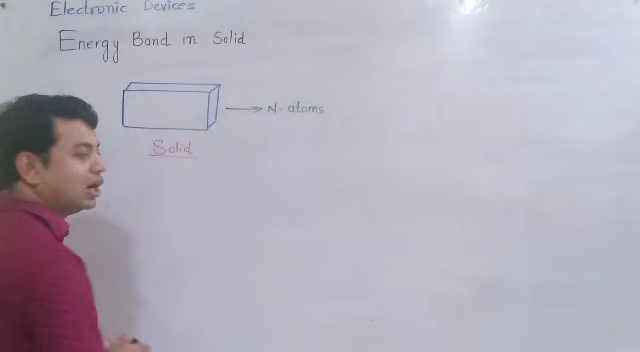 Electronic Devices
Energy Band in Solid
N-atoms
Solid